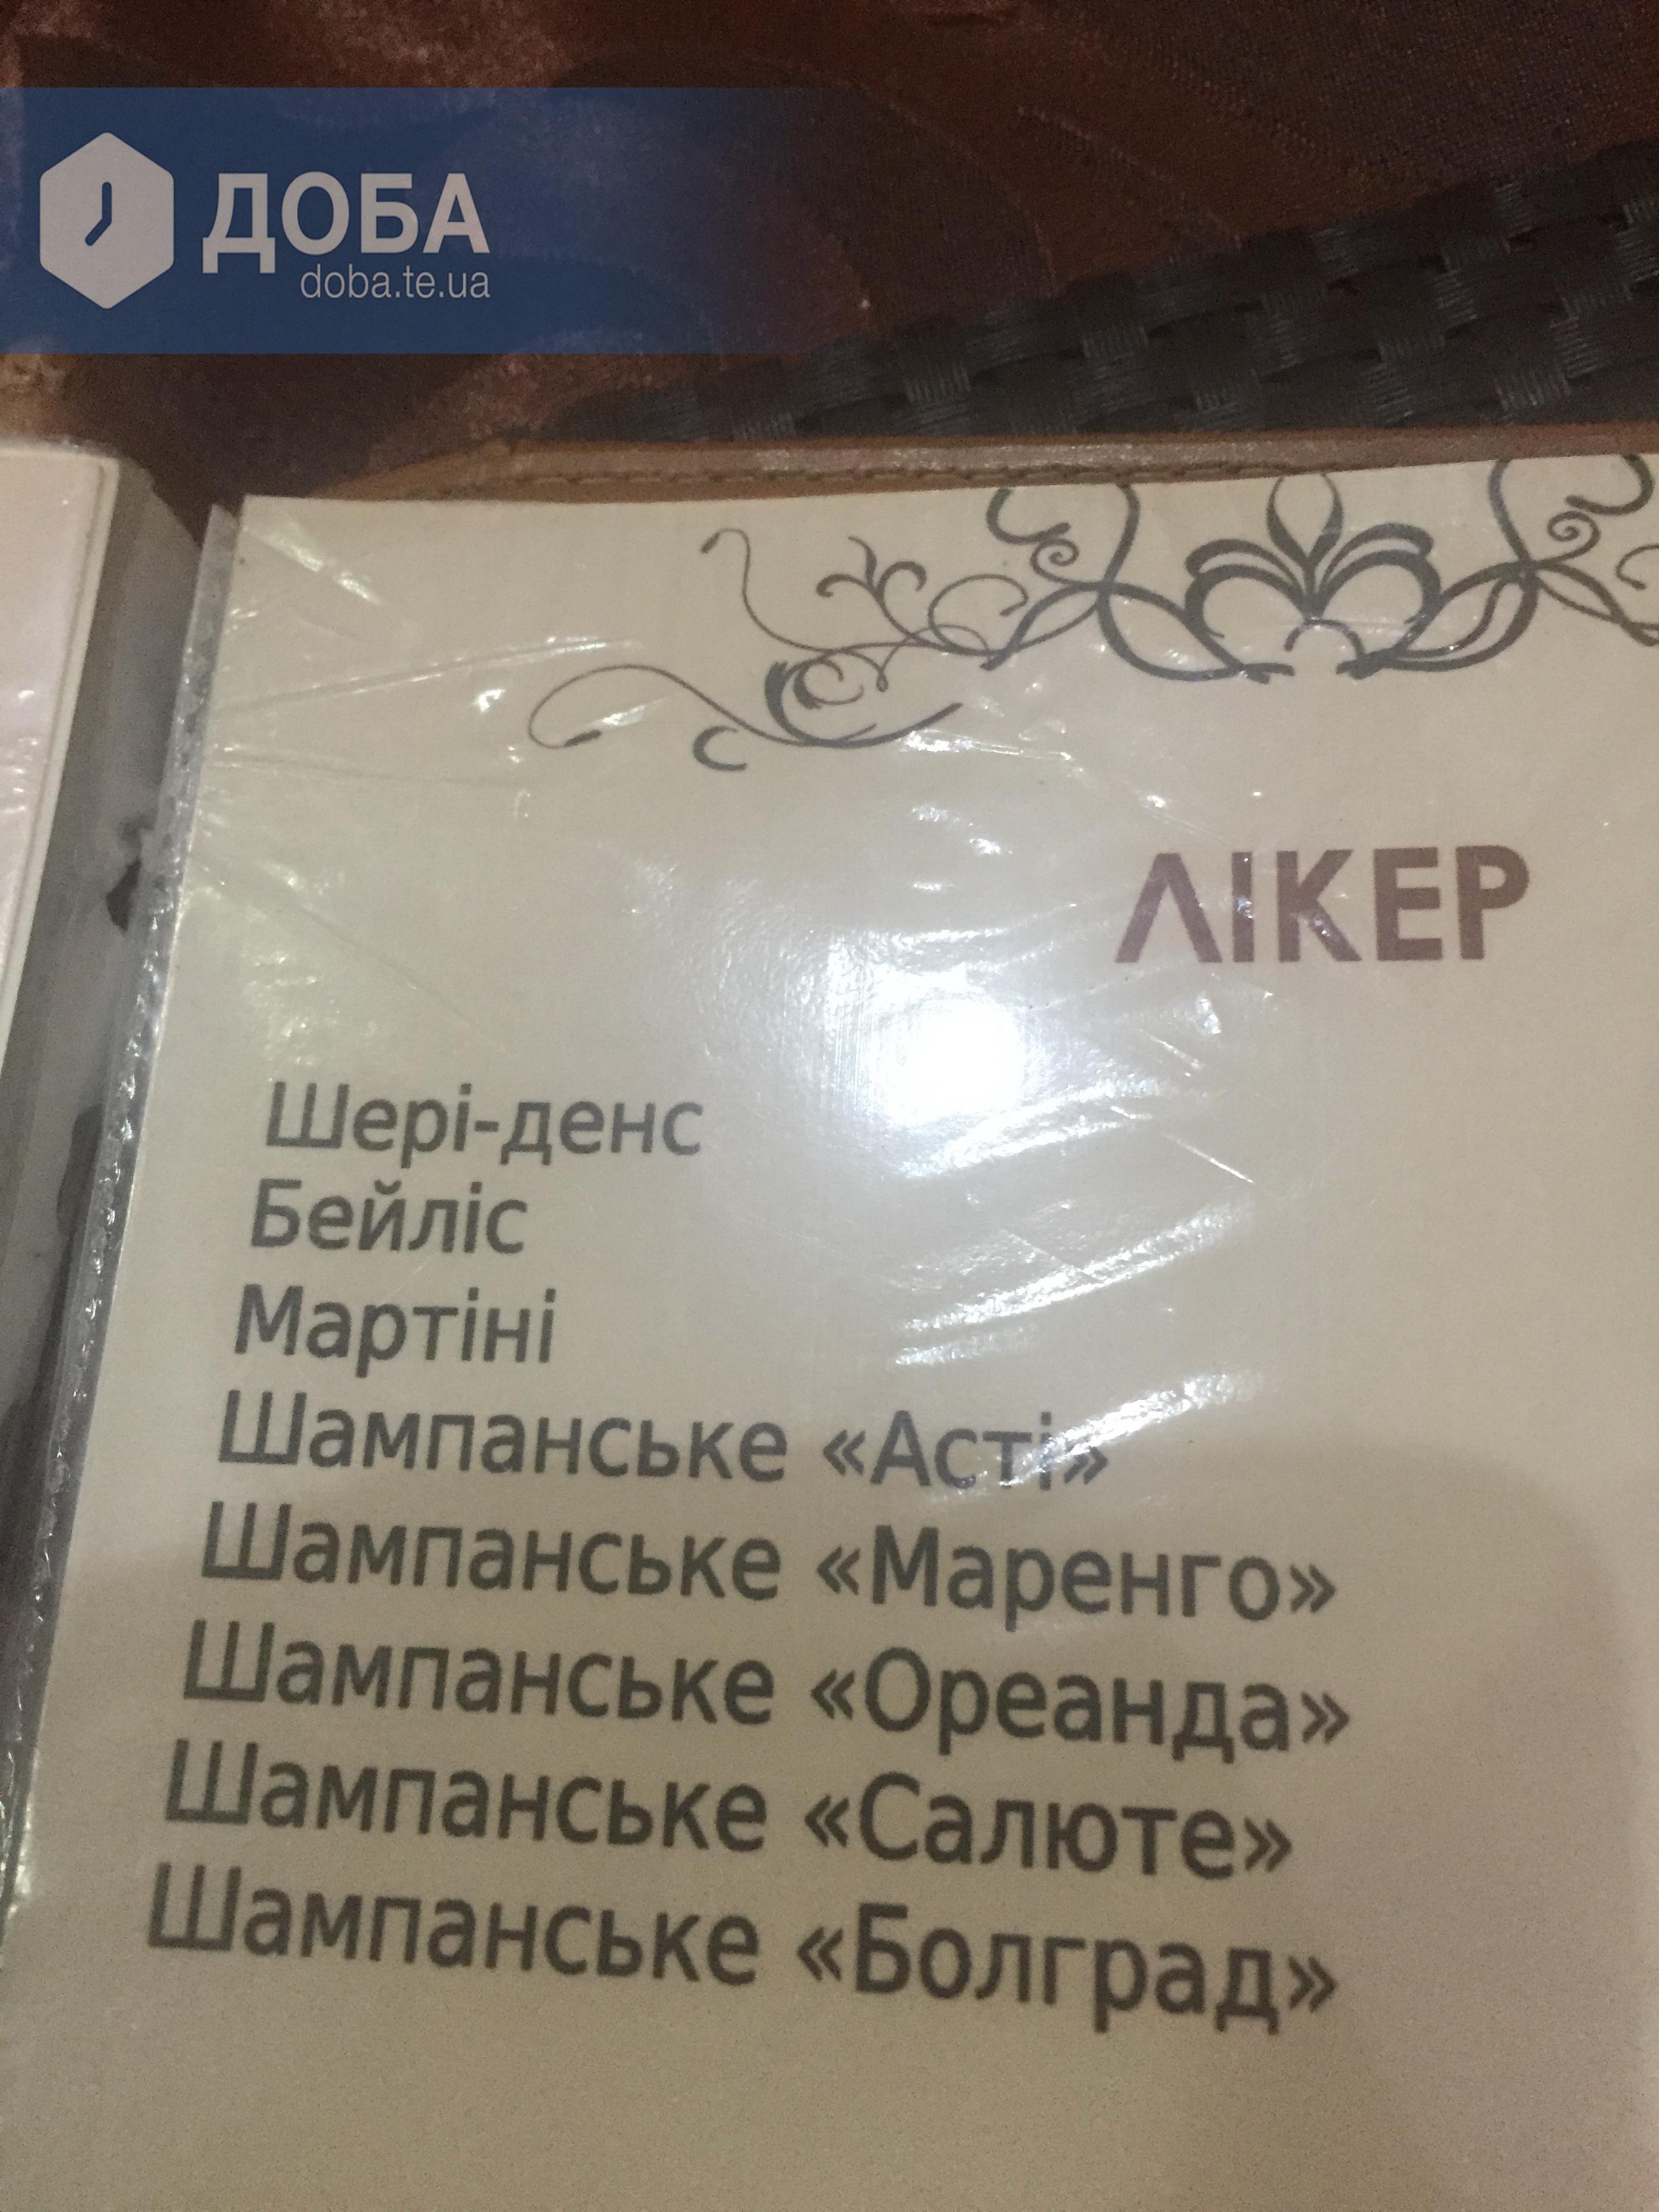 ДОБА
doba.te.ua
ЛІКЕР
Шері-денс
Бейліс
Мартіні
Шампанське «Асті»
Шампанське «Маренго»
Шампанське «Ореанда»
Шампанське «Салюте»
Шампанське «Болград»